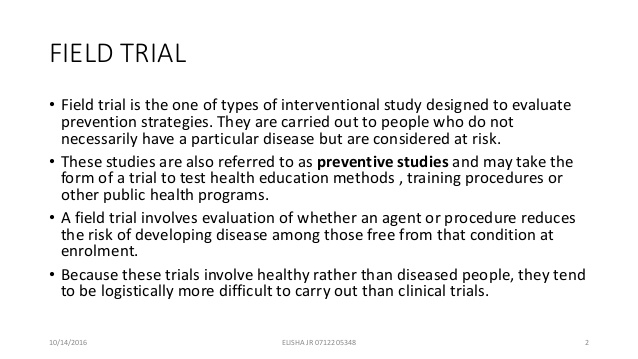 FIELD TRIAL
• Field trial is the one of types of interventional study designed to evaluate
prevention strategies. They are carried out to people who do not
necessarily have a particular disease but are considered at risk.
• These studies are also referred to as preventive studies and may take the
form of a trial to test health education methods , training procedures or
other public health programs.
• A field trial involves evaluation of whether an agent or procedure reduces
the risk of developing disease among those free from that condition at
enrolment.
• Because these trials involve healthy rather than diseased people, they tend
to be logistically more difficult to carry out than clinical trials.
10/14/2016 ELISHA JR 0712205348 2